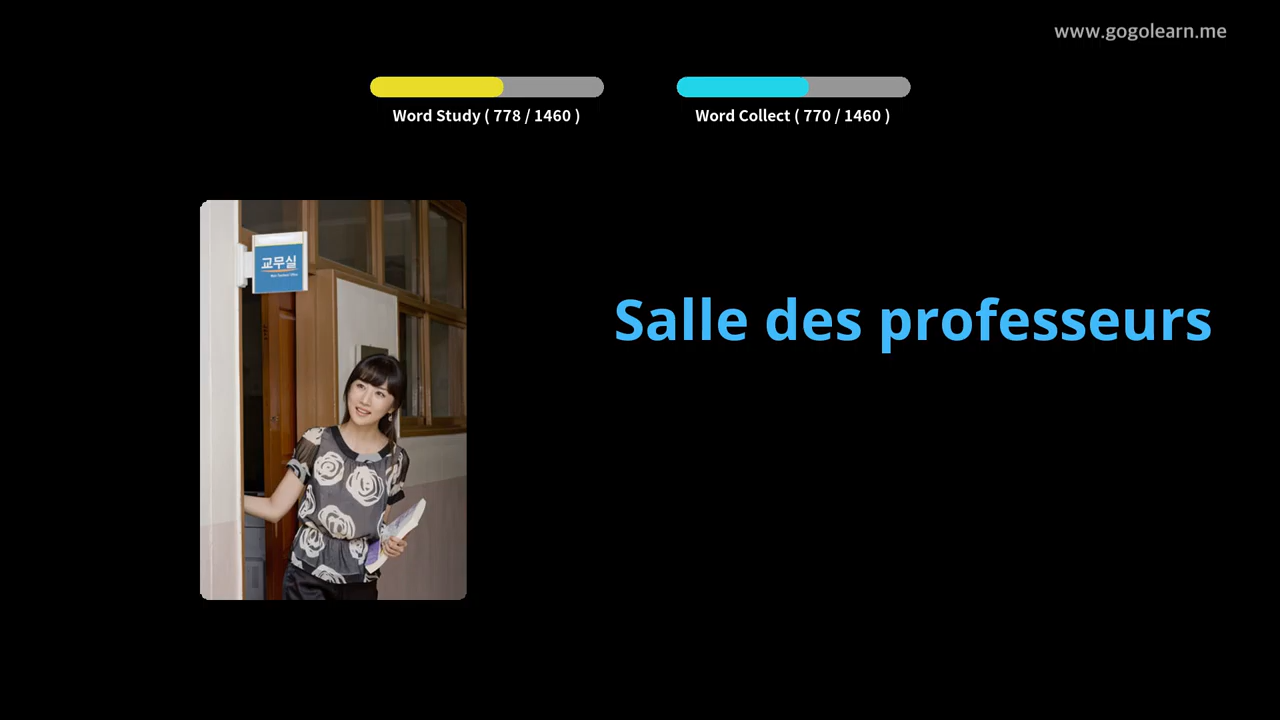 www.gogolearn.me
Word Study ( 778 / 1460 )
Word Collect ( 770 / 1460 )
교무실
Salle des professeurs